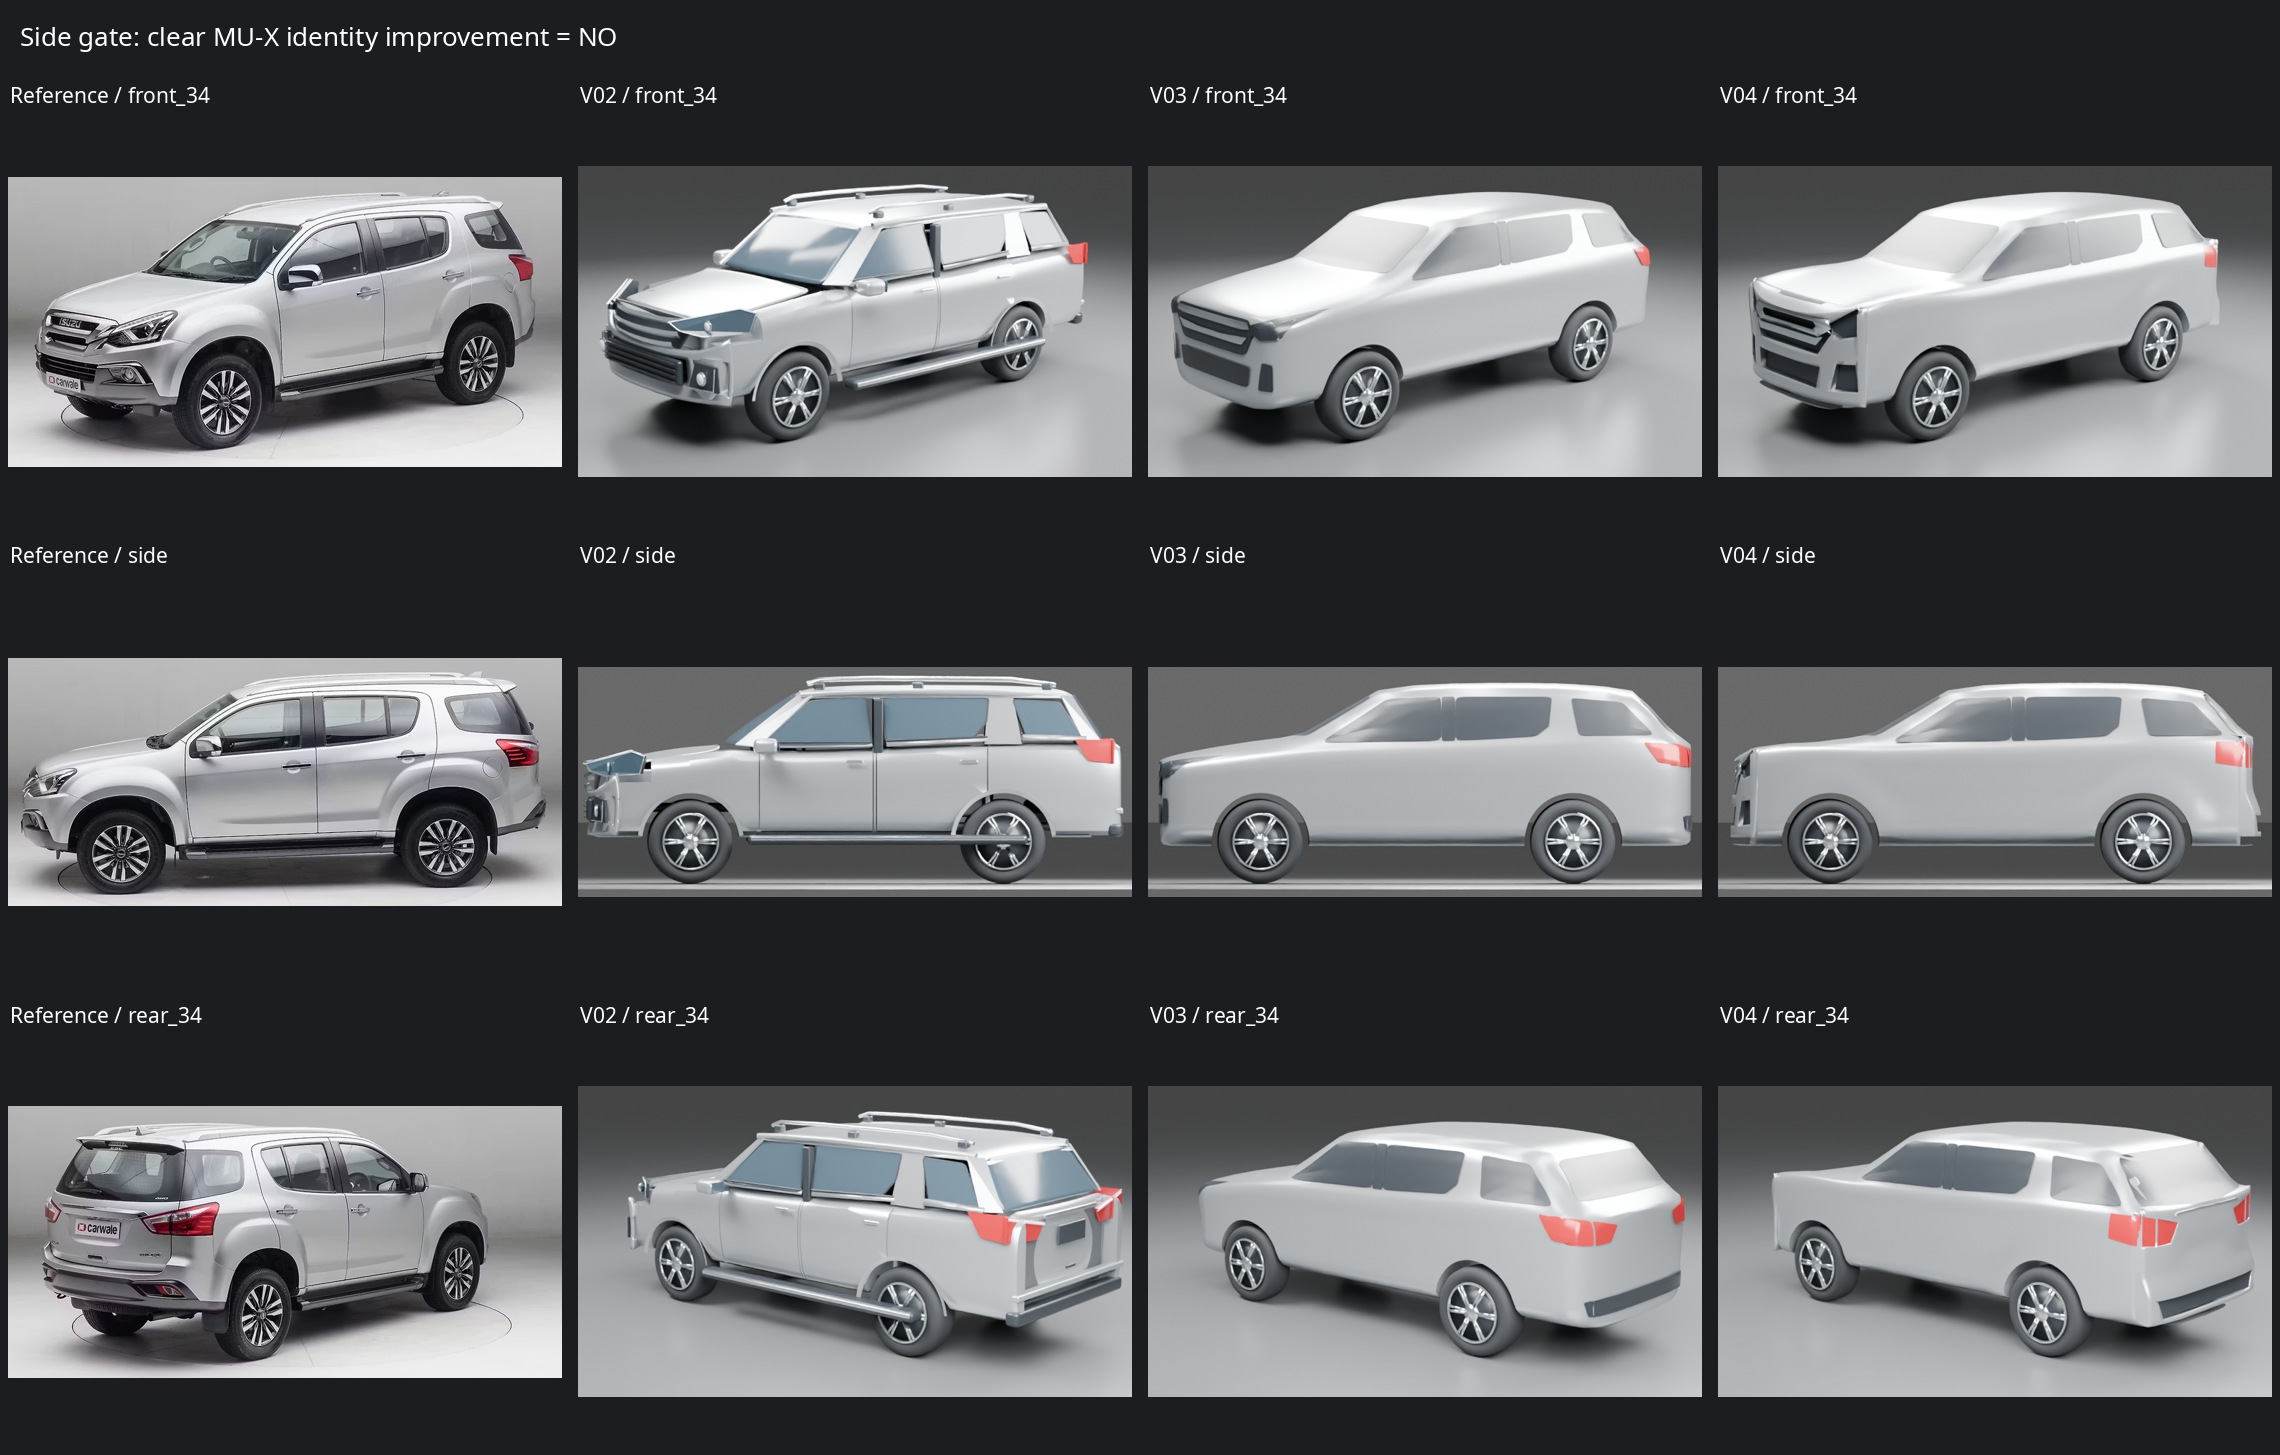 Side gate: clear MU-X identity improvement = NO
Reference / front_34
V02 / front_34
V03 / front_34
V04 / front_34
ISUZU
carwale
Reference / side
V02 / side
V03 / side
V04 / side
Reference / rear_34
V02 / rear_34
V03 / rear_34
V04 / rear_34
carwale